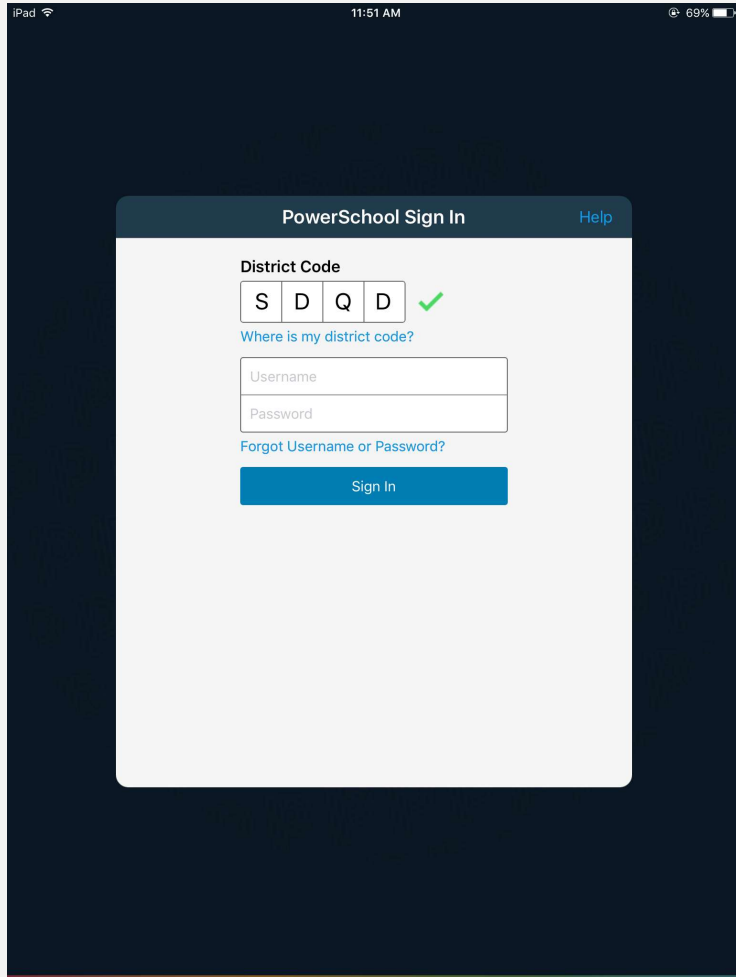 iPad 11:51 AM 69%
PowerSchool Sign In Help
District Code
S D Q D
Where is my district code?
Username
Password
Forgot Username or Password?
Sign In